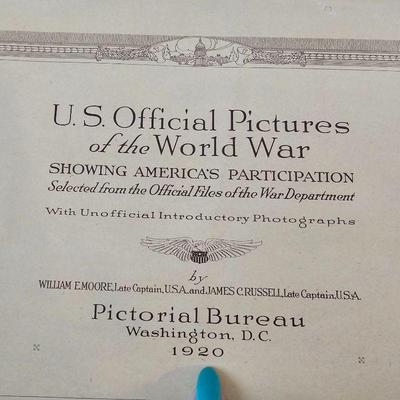 U.S. Official Pictures
of the World War
SHOWING AMERICA'S PARTICIPATION
Selected from the Official Files of the War Department
With Unofficial Introductory Photographs
by
WILLIAM E. MOORE, Late Captain, U.S.A. and JAMES C. RUSSELL, Late Captain, U.S.A.
Pictorial Bureau
Washington, D.C.
1920